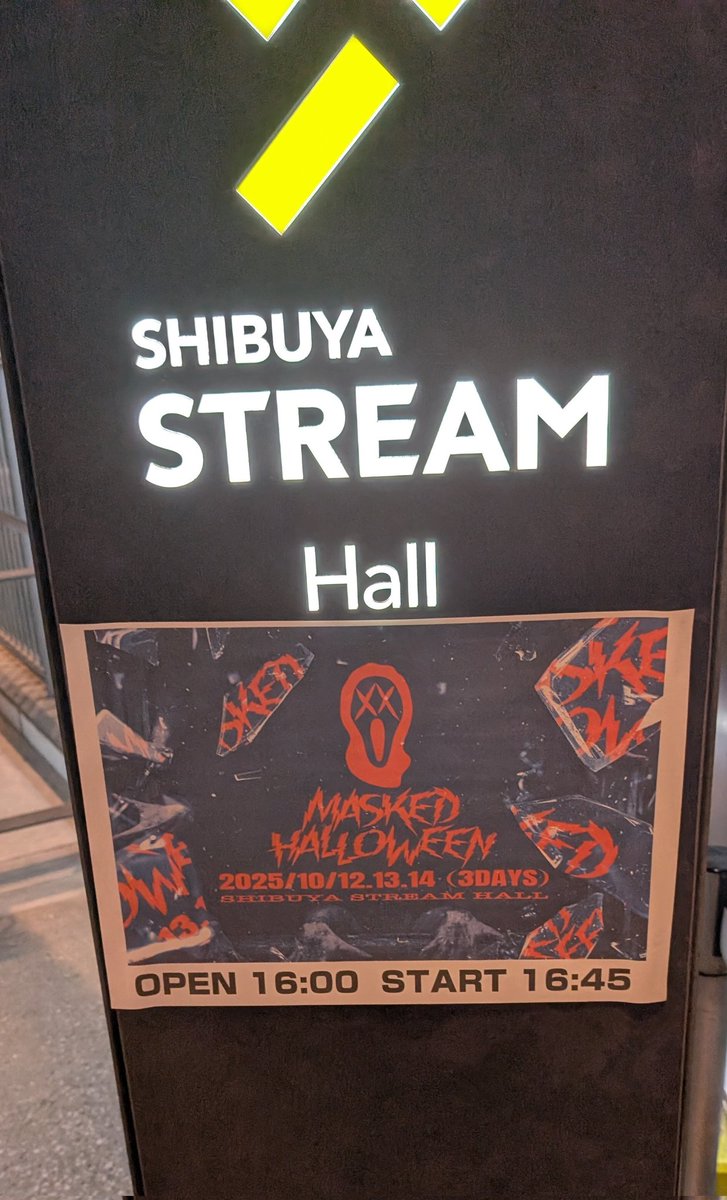 SHIBUYA
STREAM
Hall
MASKED
HALLOWEEN
2025/10/12.13.14 (3DAYS)
SHIBUYA STREAM HALL
OPEN 16:00 START 16:45